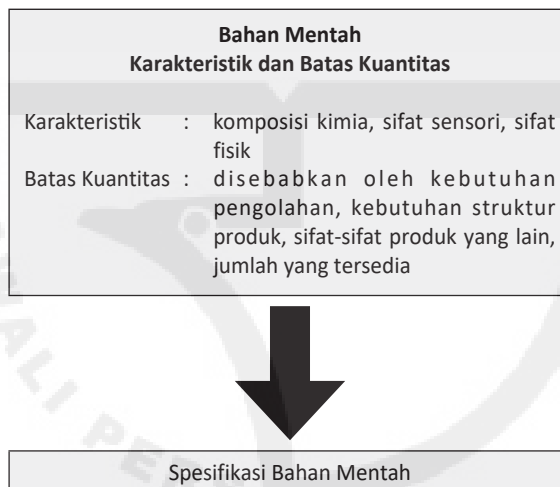 Bahan Mentah
Karakteristik dan Batas Kuantitas
Karakteristik : komposisi kimia, sifat sensori, sifat
fisik
Batas Kuantitas : disebabkan oleh kebutuhan
pengolahan, kebutuhan struktur
produk, sifat-sifat produk yang lain,
jumlah yang tersedia
Spesifikasi Bahan Mentah